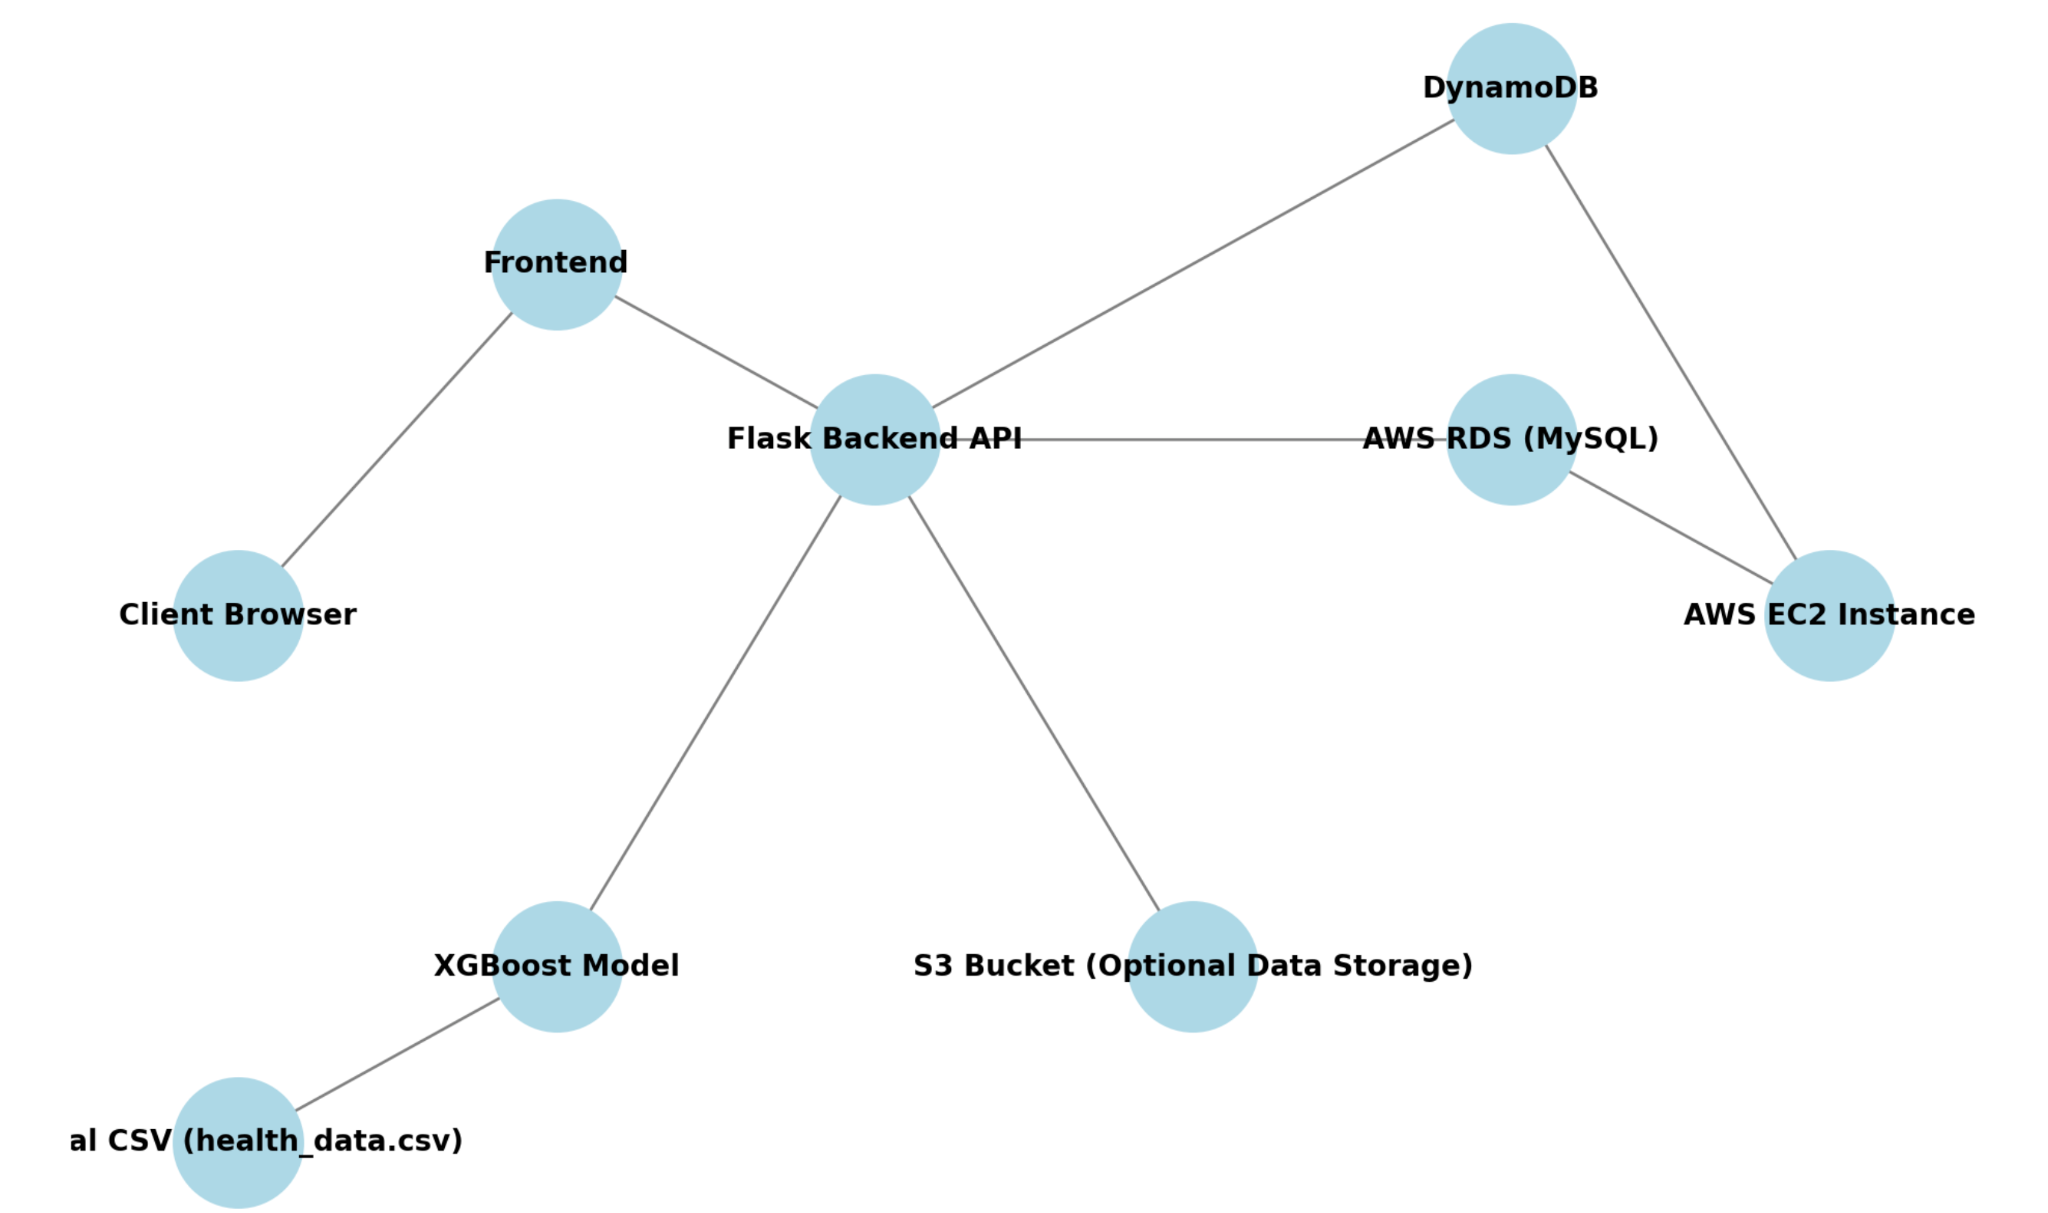 DynamoDB
Frontend
Flask Backend API
AWS RDS (MySQL)
Client Browser
AWS EC2 Instance
XGBoost Model
S3 Bucket (Optional Data Storage)
al CSV (health_data.csv)